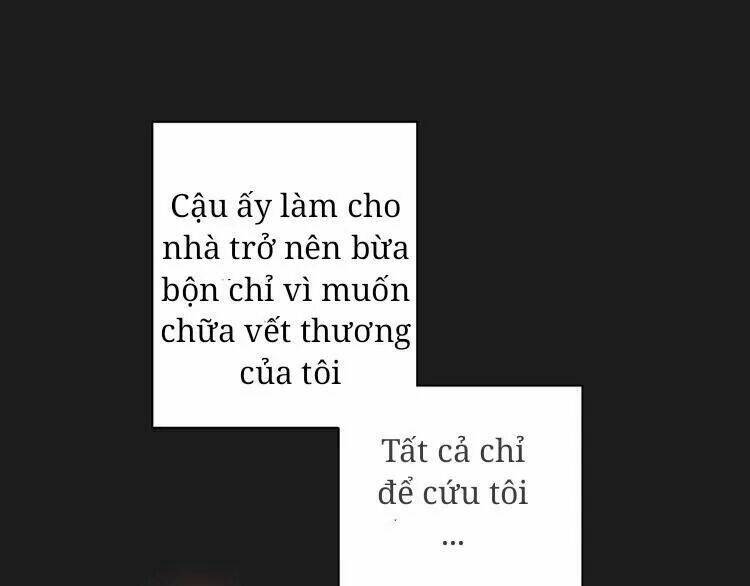 Cậu ấy làm cho
nhà trở nên bừa
bộn chỉ vì muốn
chữa vết thương
của tôi
Tất cả chỉ
để cứu tôi
...